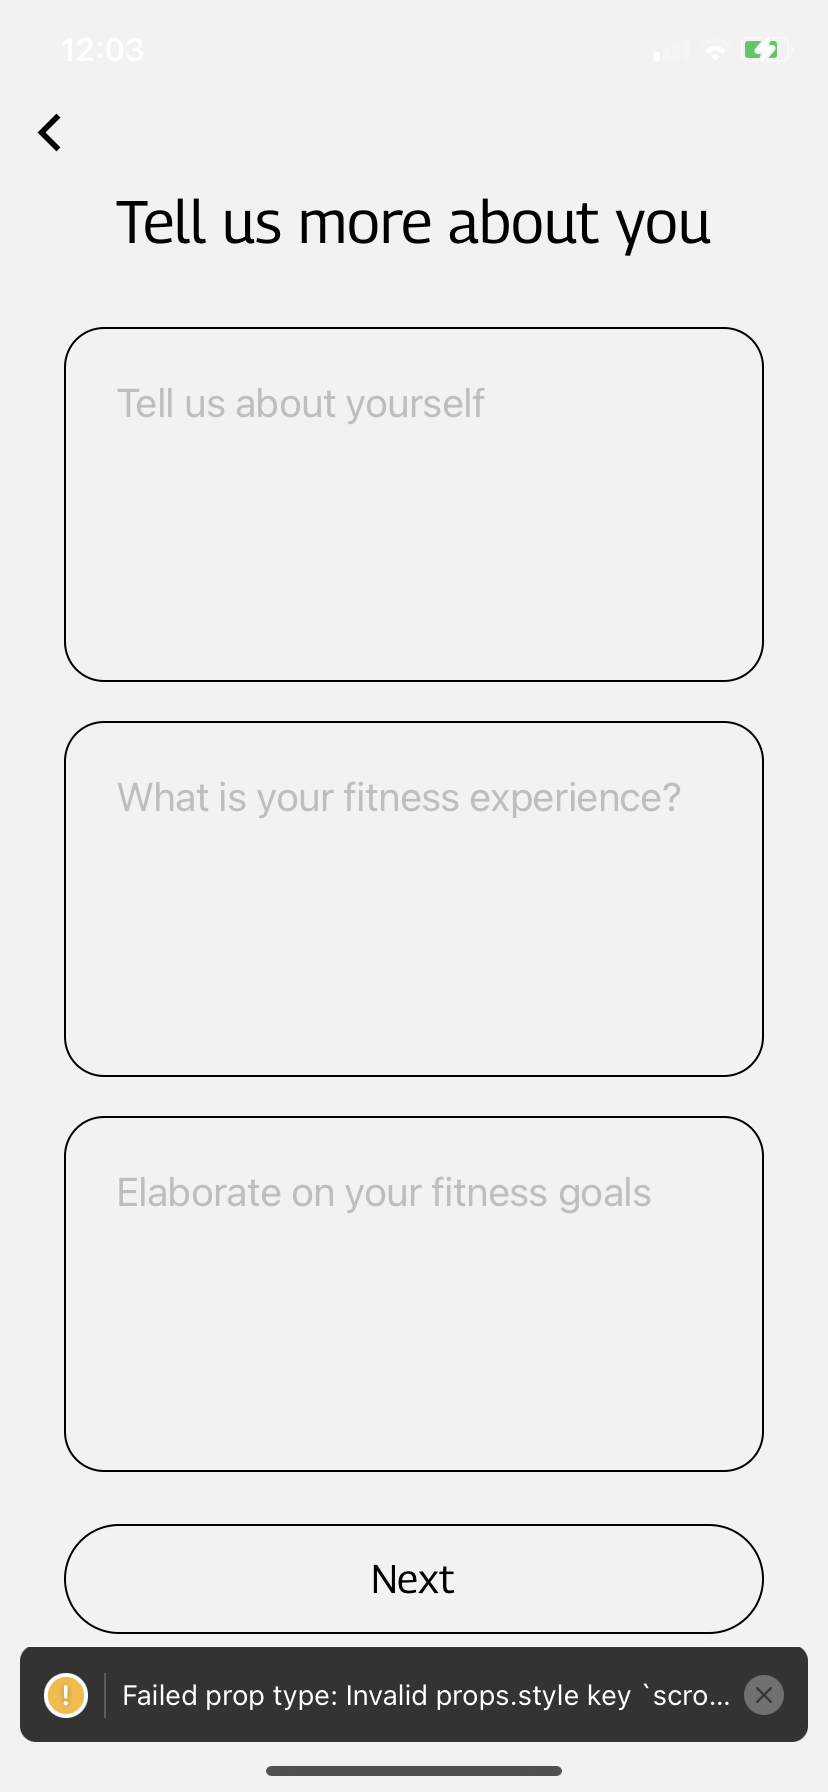 12:03
Tell us more about you
Tell us about yourself
What is your fitness experience?
Elaborate on your fitness goals
Next
! Failed prop type: Invalid props.style key `scro...